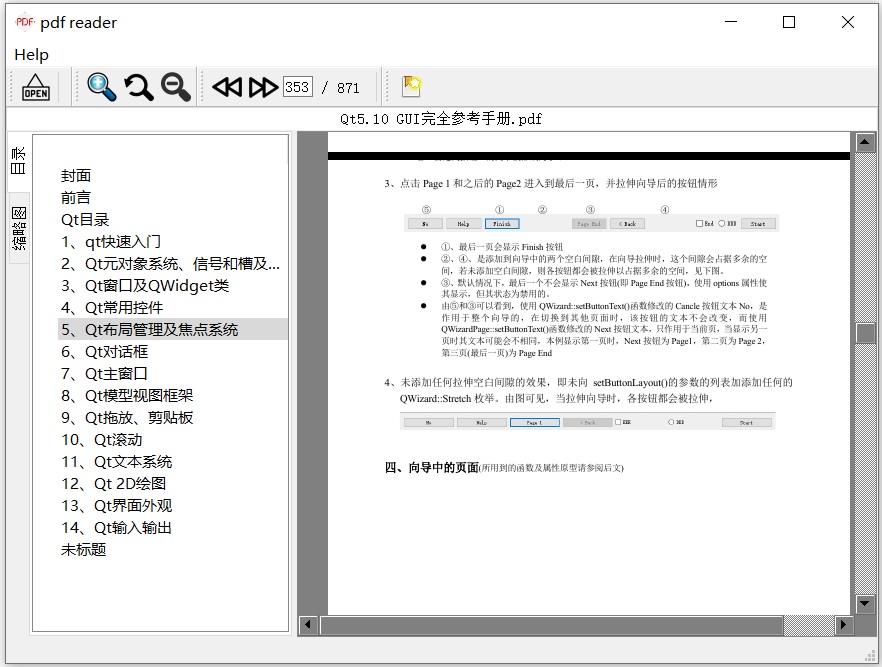 PDF pdf reader
Help
OPEN 353 / 871
Qt5.10 GUI完全参考手册.pdf
目录
缩略图
封面
前言
Qt目录
1、qt快速入门
2、Qt元对象系统、信号和槽及...
3、Qt窗口及QWidget类
4、Qt常用控件
5、Qt布局管理及焦点系统
6、Qt对话框
7、Qt主窗口
8、Qt模型视图框架
9、Qt拖放、剪贴板
10、Qt滚动
11、Qt文本系统
12、Qt 2D绘图
13、Qt界面外观
14、Qt输入输出
未标题
3、点击 Page 1 和之后的 Page2 进入到最后一页，并拉伸向导后的按钮情形
⑤ ① ② ③ ④
No Help Finish Page End < Back End DDD Start
● ①、最后一页会显示 Finish 按钮
● ②、④、是添加到向导中的两个空白间隙，在向导拉伸时，这个间隙会占据多余的空
间，若未添加空白间隙，则各按钮都会被拉伸以占据多余的空间，见下图。
● ③、默认情况下，最后一个不会显示 Next 按钮(即 Page End 按钮)，使用 options 属性使
其显示，但其状态为禁用的。
● 由⑤和③可以看到，使用 QWizard::setButtonText()函数修改的 Cancle 按钮文本 No，是
作用于整个向导的，在切换到其他页面时，该按钮的文本不会改变，而使用
QWizardPage::setButtonText()函数修改的 Next 按钮文本，只作用于当前页，当显示另一
页时其文本可能会不相同，本例显示第一页时，Next 按钮为 Page1，第二页为 Page 2，
第三页(最后一页)为 Page End
4、未添加任何拉伸空白间隙的效果，即未向 setButtonLayout()的参数的列表加添加任何的
QWizard::Stretch 枚举。由图可见，当拉伸向导时，各按钮都会被拉伸，
No Help Page 1 < Back Start
四、向导中的页面(所用到的函数及属性原型请参阅后文)